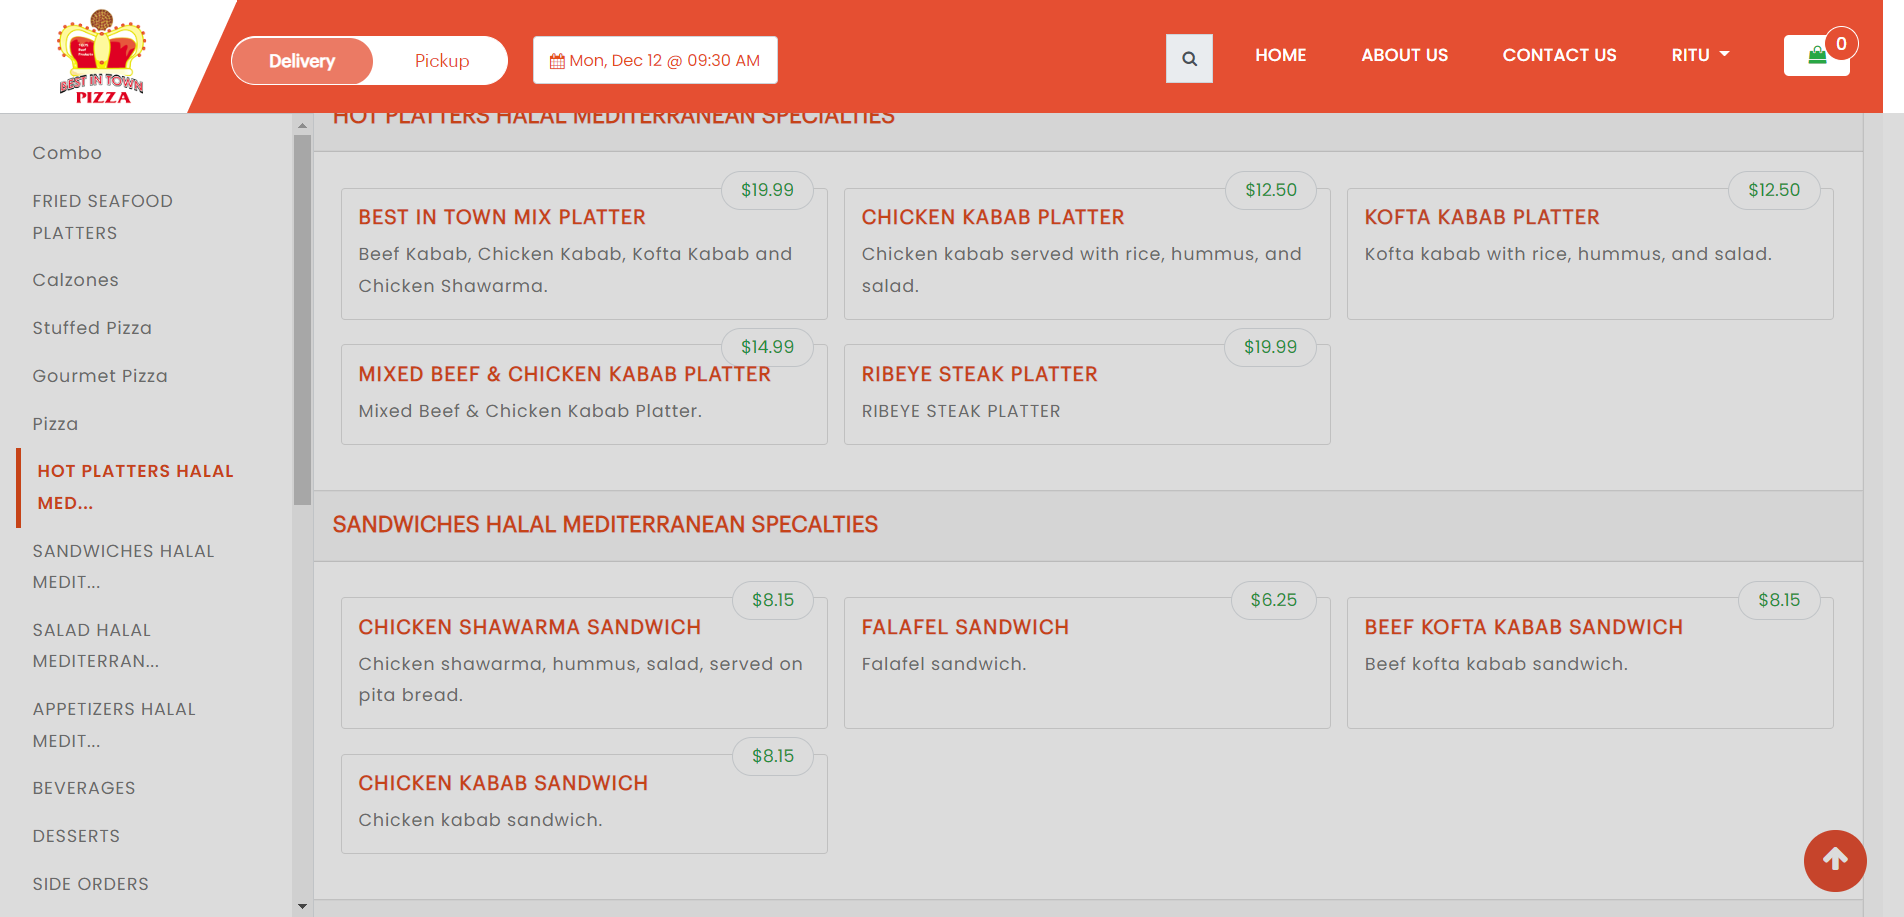 BEST IN TOWN
PIZZA
Delivery
Pickup
Mon, Dec 12 @ 09:30 AM
HOME
ABOUT US
CONTACT US
RITU
0
Combo
FRIED SEAFOOD
PLATTERS
Calzones
Stuffed Pizza
Gourmet Pizza
Pizza
HOT PLATTERS HALAL
MED...
SANDWICHES HALAL
MEDIT...
SALAD HALAL
MEDITERRAN...
APPETIZERS HALAL
MEDIT...
BEVERAGES
DESSERTS
SIDE ORDERS
HOT PLATTERS HALAL MEDITERRANEAN SPECIALTIES
$19.99
BEST IN TOWN MIX PLATTER
Beef Kabab, Chicken Kabab, Kofta Kabab and
Chicken Shawarma.
$12.50
CHICKEN KABAB PLATTER
Chicken kabab served with rice, hummus, and
salad.
$12.50
KOFTA KABAB PLATTER
Kofta kabab with rice, hummus, and salad.
$14.99
MIXED BEEF & CHICKEN KABAB PLATTER
Mixed Beef & Chicken Kabab Platter.
$19.99
RIBEYE STEAK PLATTER
RIBEYE STEAK PLATTER
SANDWICHES HALAL MEDITERRANEAN SPECALTIES
$8.15
CHICKEN SHAWARMA SANDWICH
Chicken shawarma, hummus, salad, served on
pita bread.
$6.25
FALAFEL SANDWICH
Falafel sandwich.
$8.15
BEEF KOFTA KABAB SANDWICH
Beef kofta kabab sandwich.
$8.15
CHICKEN KABAB SANDWICH
Chicken kabab sandwich.